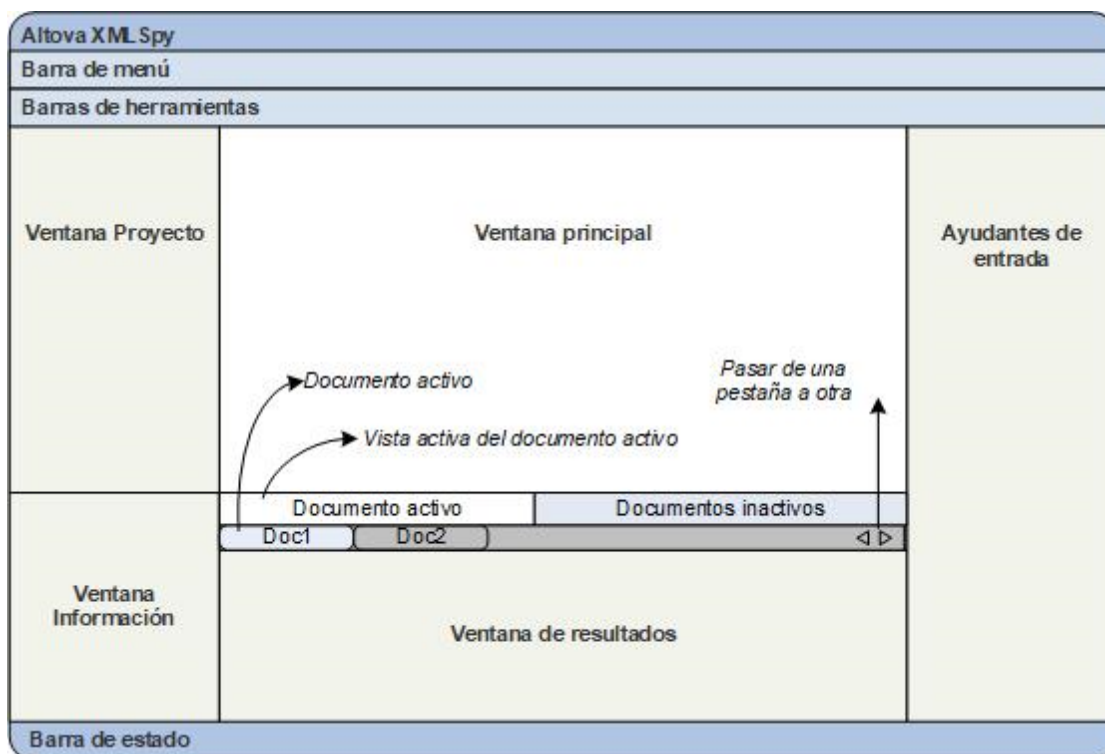 Altova XMLSpy
Barra de menú
Barras de herramientas
Ventana Proyecto
Ventana principal
Ayudantes de
entrada
Documento activo
Pasar de una
pestaña a otra
Vista activa del documento activo
Documento activo
Documentos inactivos
Doc1
Doc2
Ventana
Información
Ventana de resultados
Barra de estado